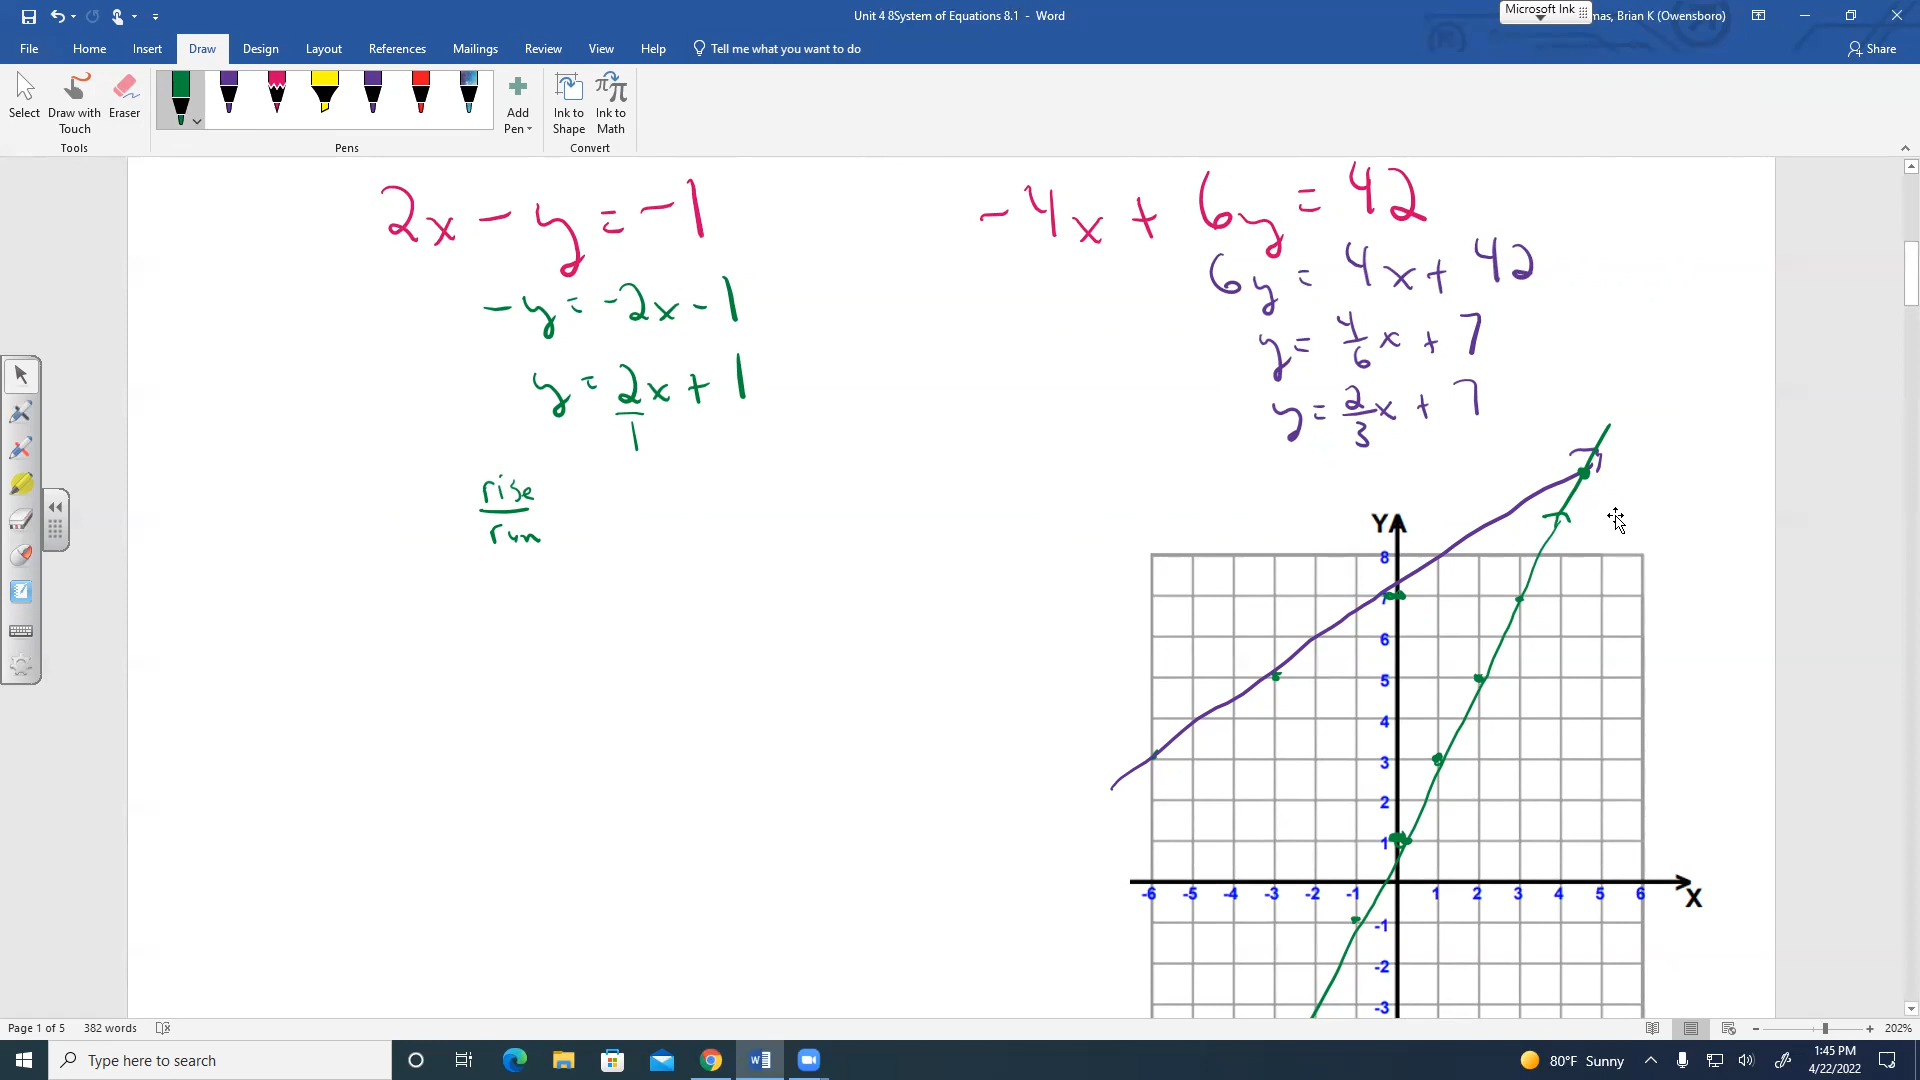 Unit 4 8System of Equations 8.1 - Word
Microsoft Ink
mas, Brian K (Owensboro)
File Home Insert Draw Design Layout References Mailings Review View Help Tell me what you want to do
Share
Select
Draw with Touch
Eraser
Add Pen
Ink to Shape
Ink to Math
Tools
Pens
Convert
2x - y = -1
-y = -2x - 1
y = 2/1 x + 1
rise
run
-4x + 6y = 42
6y = 4x + 42
y = 4/6 x + 7
y = 2/3 x + 7
Y
8
7
6
5
4
3
2
1
-6 -5 -4 -3 -2 -1 1 2 3 4 5 6
X
-1
-2
-3
Page 1 of 5 382 words
202%
Type here to search
80°F Sunny
1:45 PM
4/22/2022